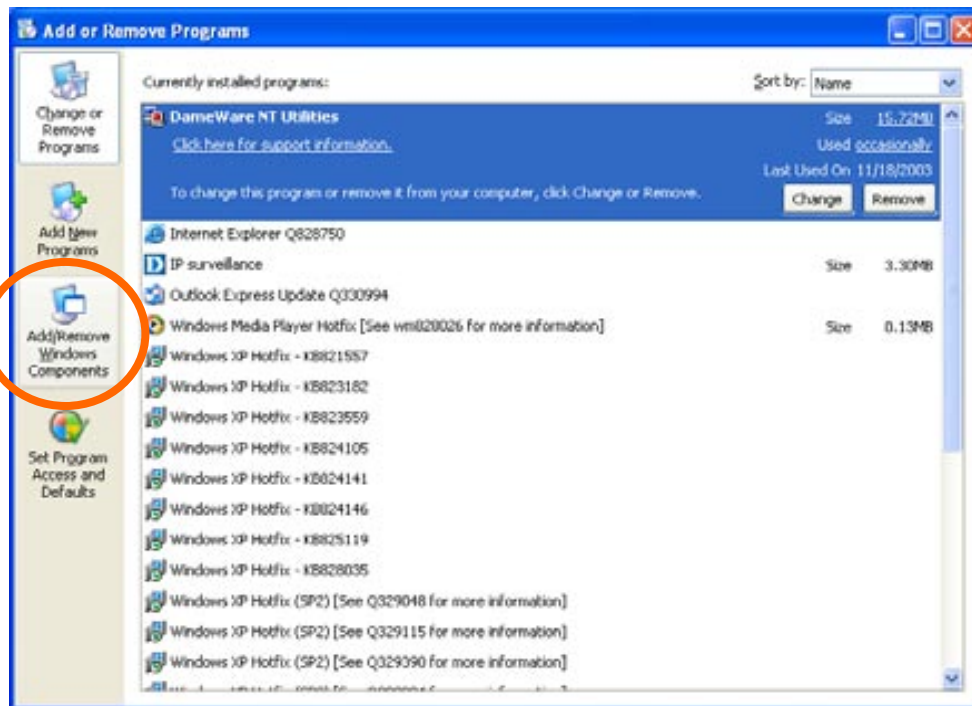 Add or Remove Programs
Change or
Remove
Programs
Add New
Programs
Add/Remove
Windows
Components
Set Program
Access and
Defaults
Currently installed programs:
Sort by: Name
DameWare NT Utilities
Size 15.72MB
Click here for support information.
Used occasionally
Last Used On 11/18/2003
To change this program or remove it from your computer, click Change or Remove.
Change Remove
Internet Explorer Q828750
IP surveillance Size 3.30MB
Outlook Express Update Q330994
Windows Media Player Hotfix [See wm828026 for more information] Size 0.13MB
Windows XP Hotfix - KB821557
Windows XP Hotfix - KB823182
Windows XP Hotfix - KB823559
Windows XP Hotfix - KB824105
Windows XP Hotfix - KB824141
Windows XP Hotfix - KB824146
Windows XP Hotfix - KB825119
Windows XP Hotfix - KB828035
Windows XP Hotfix (SP2) [See Q329048 for more information]
Windows XP Hotfix (SP2) [See Q329115 for more information]
Windows XP Hotfix (SP2) [See Q329390 for more information]